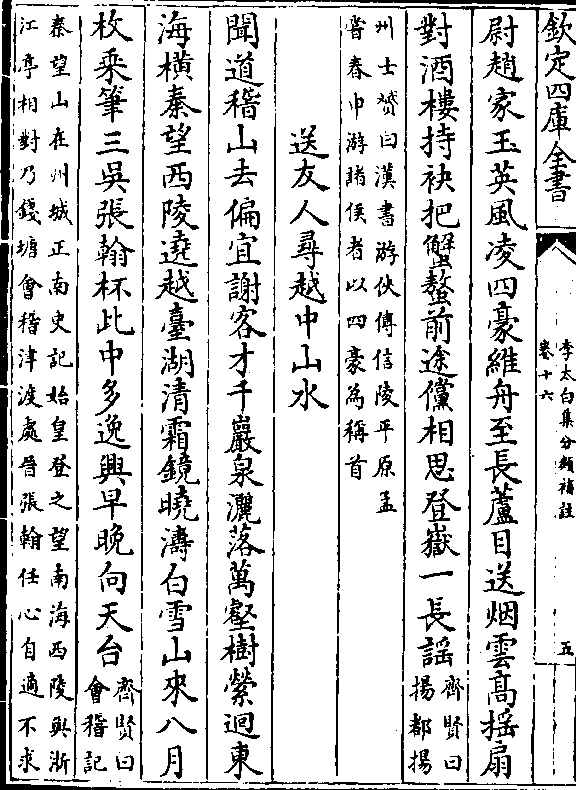 欽定四庫全書
李太白集分類補註
卷十六
五
尉趙家玉英風凌四豪維舟至長蘆目送烟雲髙揺扇
對酒樓持袂把蟹螯前途儻相思登嶽一長謡
齊賢曰
揚都揚
州士贇曰漢書游俠傳信陵平原孟
嘗春申游諸侯者以四豪為稱首
送友人尋越中山水
聞道稽山去偏宜謝客才千巖泉灑落萬壑樹縈迴東
海横秦望西陵遶越臺湖清霜鏡曉濤白雪山來八月
枚乗筆三吳張翰杯此中多逸興早晚向天台
齊賢曰
會稽記
秦望山在州城正南史記始皇登之望南海西陵與浙
江亭相對乃錢塘會稽津渡處晉張翰任心自適不求